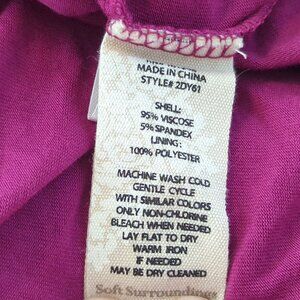 MADE IN CHINA
STYLE# 2DY61
SHELL:
95% VISCOSE
5% SPANDEX
LINING:
100% POLYESTER
MACHINE WASH COLD
GENTLE CYCLE
WITH SIMILAR COLORS
ONLY NON-CHLORINE
BLEACH WHEN NEEDED
LAY FLAT TO DRY
WARM IRON
IF NEEDED
MAY BE DRY CLEANED
Soft Surroundings